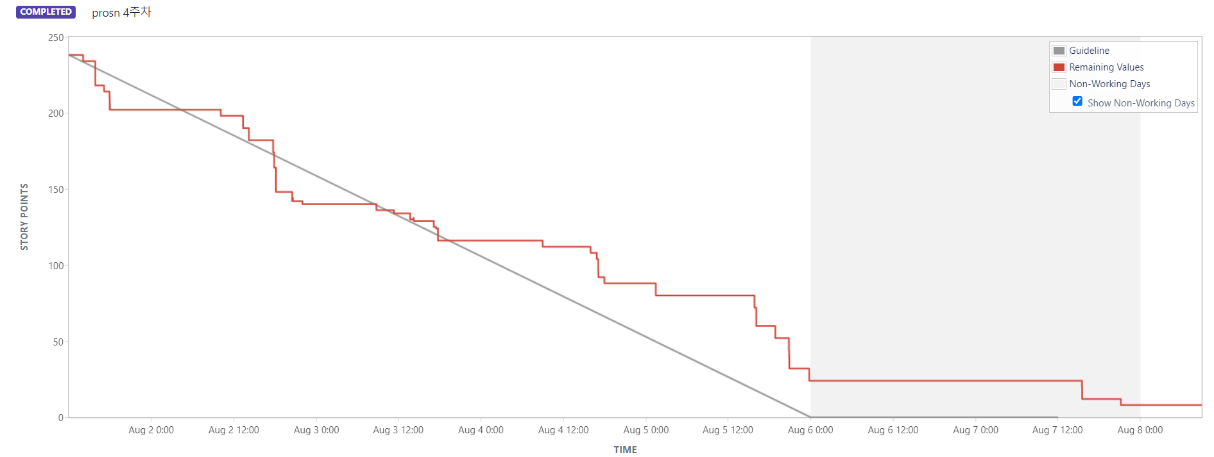 COMPLETED prosn 4주차
250
200
150
100
50
0
STORY POINTS
Guideline
Remaining Values
Non-Working Days
Show Non-Working Days
Aug 2 0:00 Aug 2 12:00 Aug 3 0:00 Aug 3 12:00 Aug 4 0:00 Aug 4 12:00 Aug 5 0:00 Aug 5 12:00 Aug 6 0:00 Aug 6 12:00 Aug 7 0:00 Aug 7 12:00 Aug 8 0:00
TIME